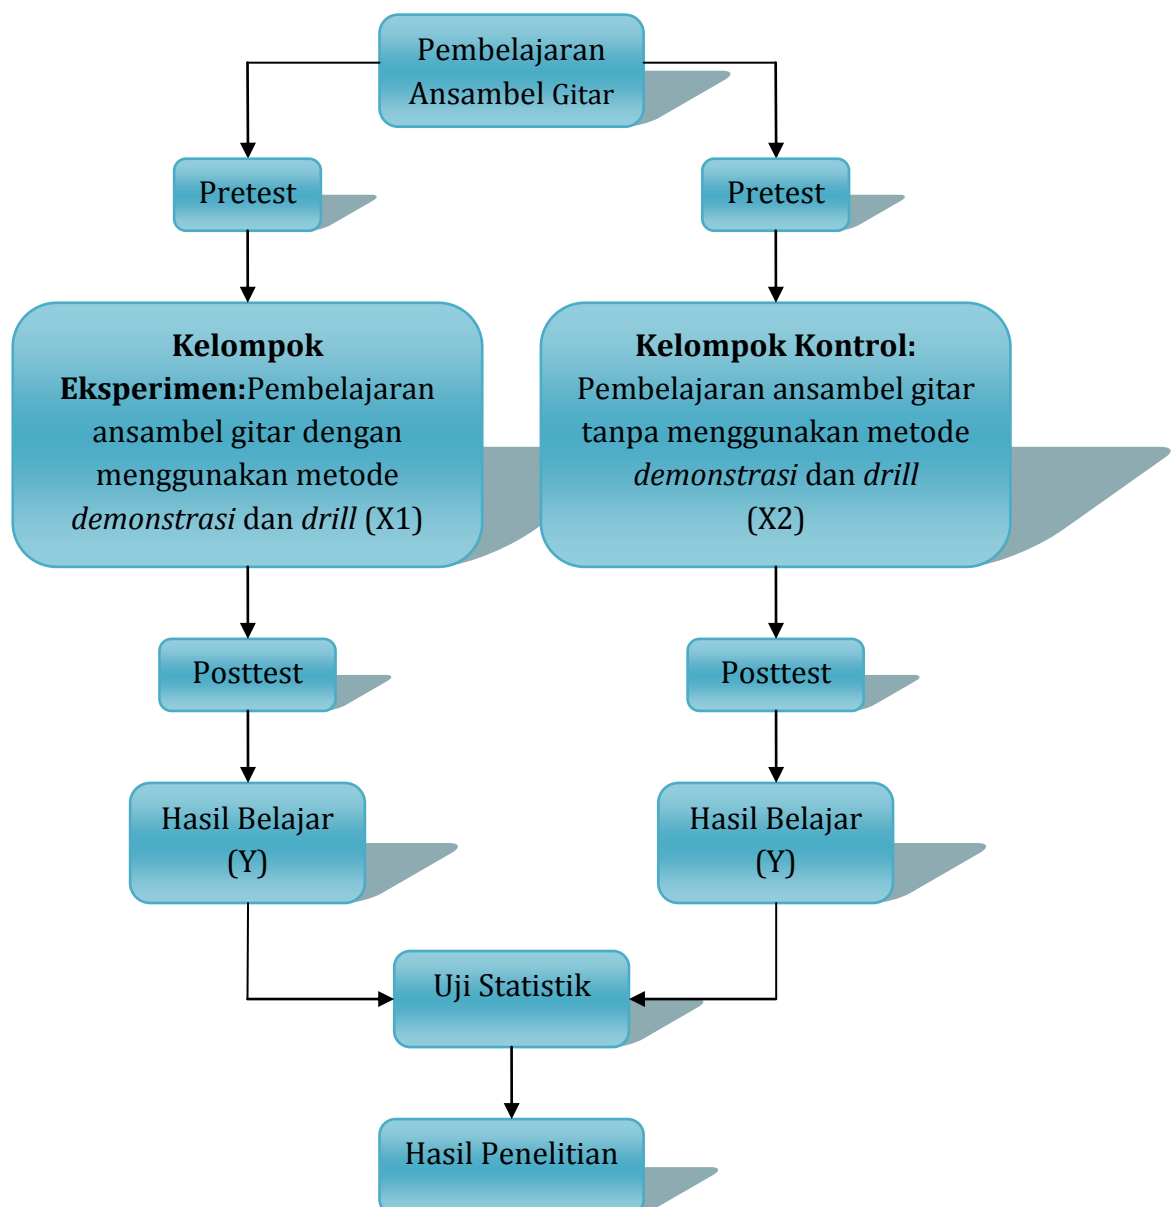 Pembelajaran
Ansambel Gitar
Pretest
Pretest
Kelompok
Eksperimen:Pembelajaran
ansambel gitar dengan
menggunakan metode
demonstrasi dan drill (X1)
Kelompok Kontrol:
Pembelajaran ansambel gitar
tanpa menggunakan metode
demonstrasi dan drill
(X2)
Posttest
Posttest
Hasil Belajar
(Y)
Hasil Belajar
(Y)
Uji Statistik
Hasil Penelitian